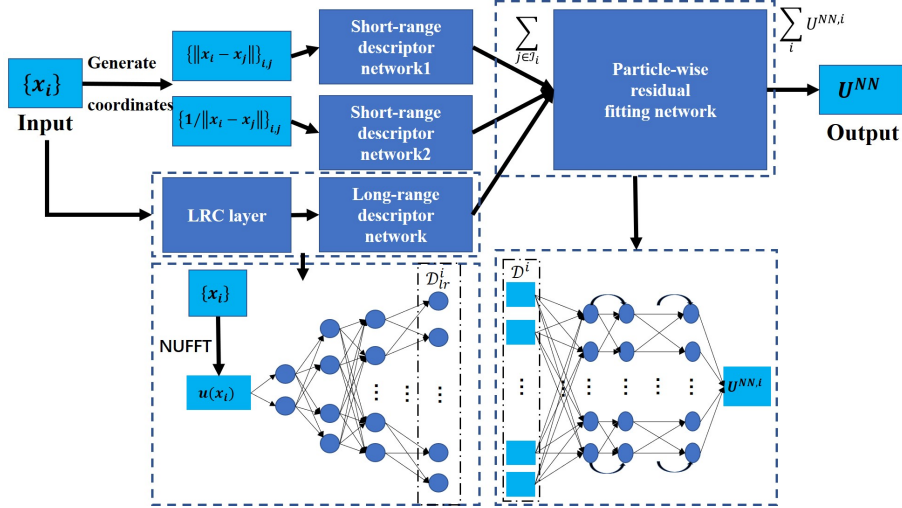 {x_i}
Input
Generate
coordinates
{‖x_i − x_j‖}_{i,j}
{1/‖x_i − x_j‖}_{i,j}
Short-range
descriptor
network1
Short-range
descriptor
network2
LRC layer
Long-range
descriptor
network
∑_{j∈ℐ_i}
Particle-wise
residual
fitting network
∑_i U^{NN,i}
U^{NN}
Output
{x_i}
NUFFT
u(x_i)
𝒟_{lr}^i
...
...
...
𝒟^i
...
...
...
...
...
U^{NN,i}